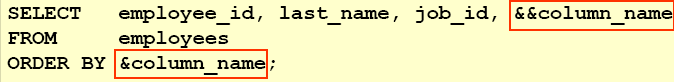 SELECT employee_id, last_name, job_id, &&column_name
FROM employees
ORDER BY &column_name;